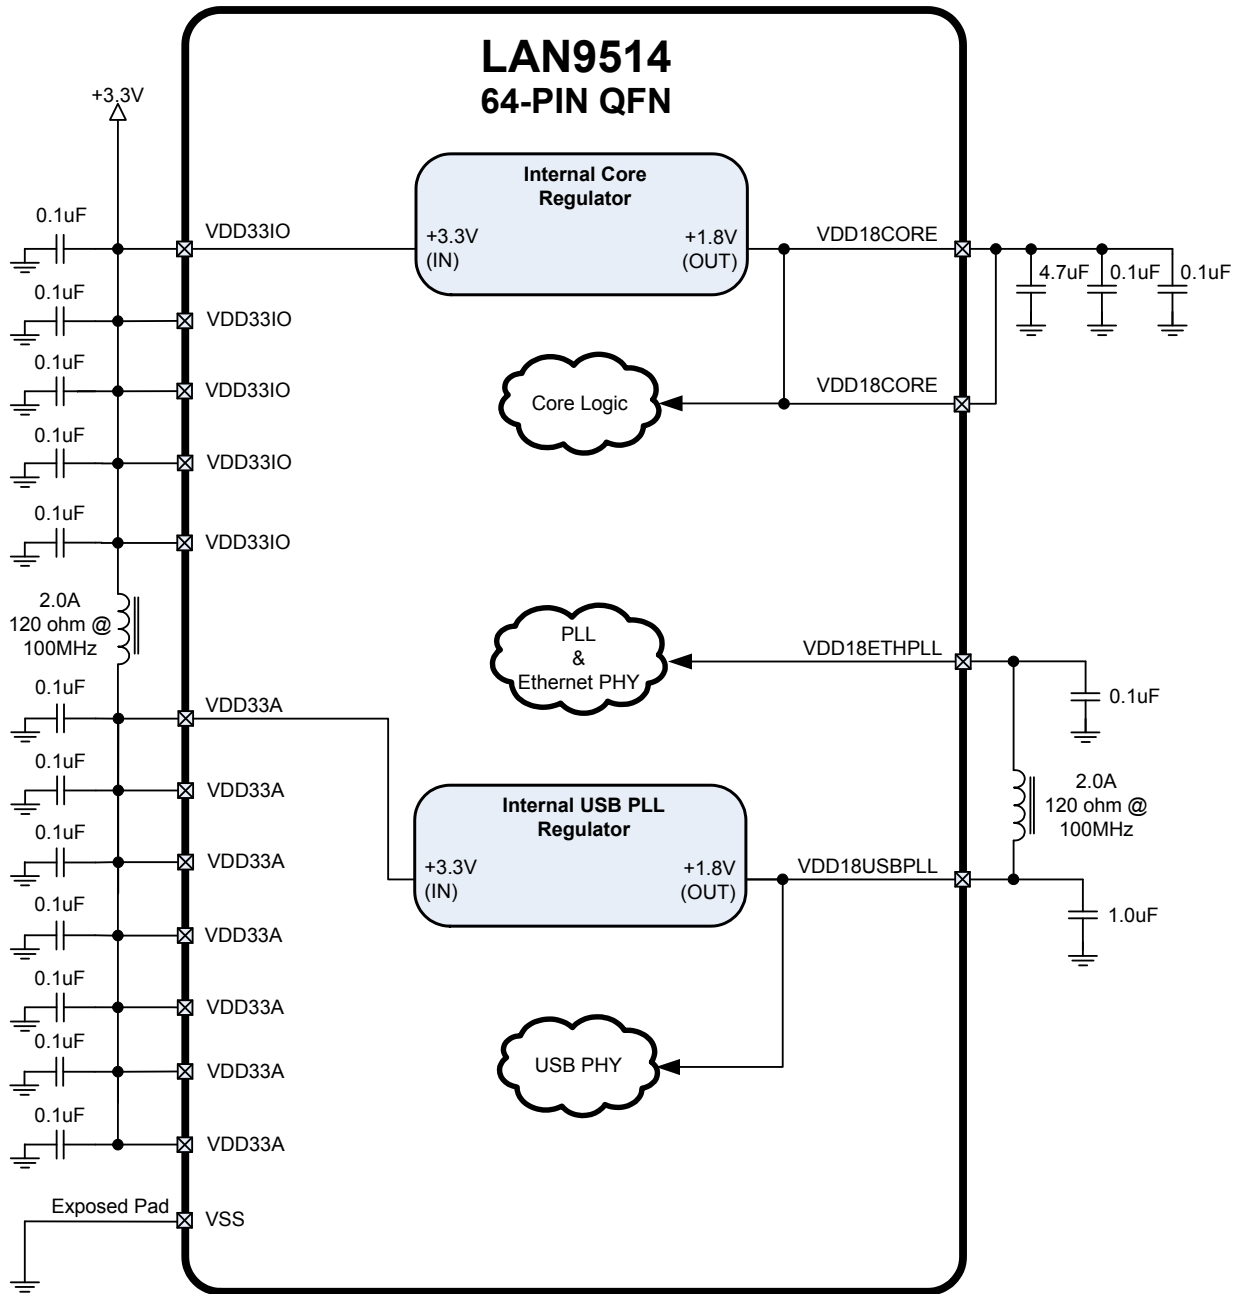 LAN9514
64-PIN QFN
+3.3V
Internal Core
Regulator
0.1uF
VDD33IO
+3.3V
(IN)
+1.8V
(OUT)
VDD18CORE
4.7uF
0.1uF
0.1uF
0.1uF
VDD33IO
0.1uF
VDD33IO
Core Logic
VDD18CORE
0.1uF
VDD33IO
0.1uF
VDD33IO
2.0A
120 ohm @
100MHz
PLL
&
Ethernet PHY
VDD18ETHPLL
0.1uF
0.1uF
VDD33A
0.1uF
VDD33A
2.0A
120 ohm @
100MHz
Internal USB PLL
Regulator
0.1uF
VDD33A
+3.3V
(IN)
+1.8V
(OUT)
VDD18USBPLL
1.0uF
0.1uF
VDD33A
0.1uF
VDD33A
0.1uF
VDD33A
USB PHY
0.1uF
VDD33A
Exposed Pad
VSS